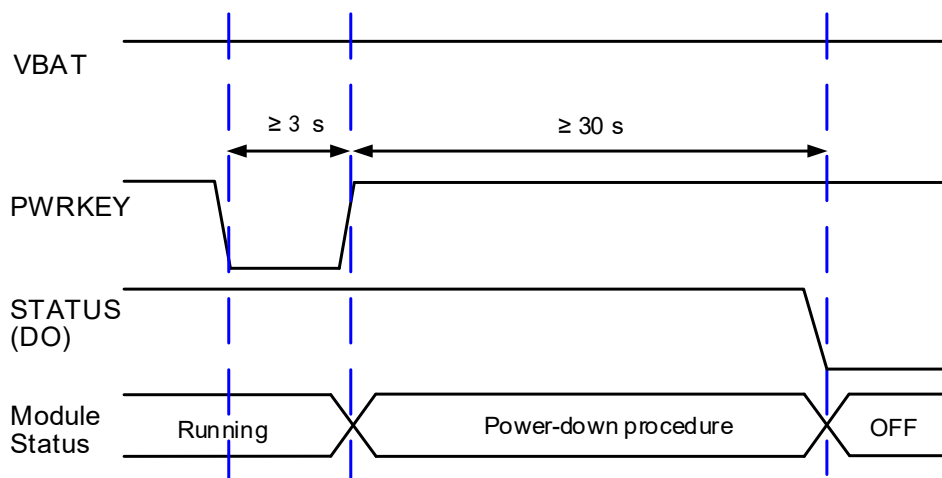 VBAT
≥ 3 s
≥ 30 s
PWRKEY
STATUS
(DO)
Module
Status
Running
Power-down procedure
OFF